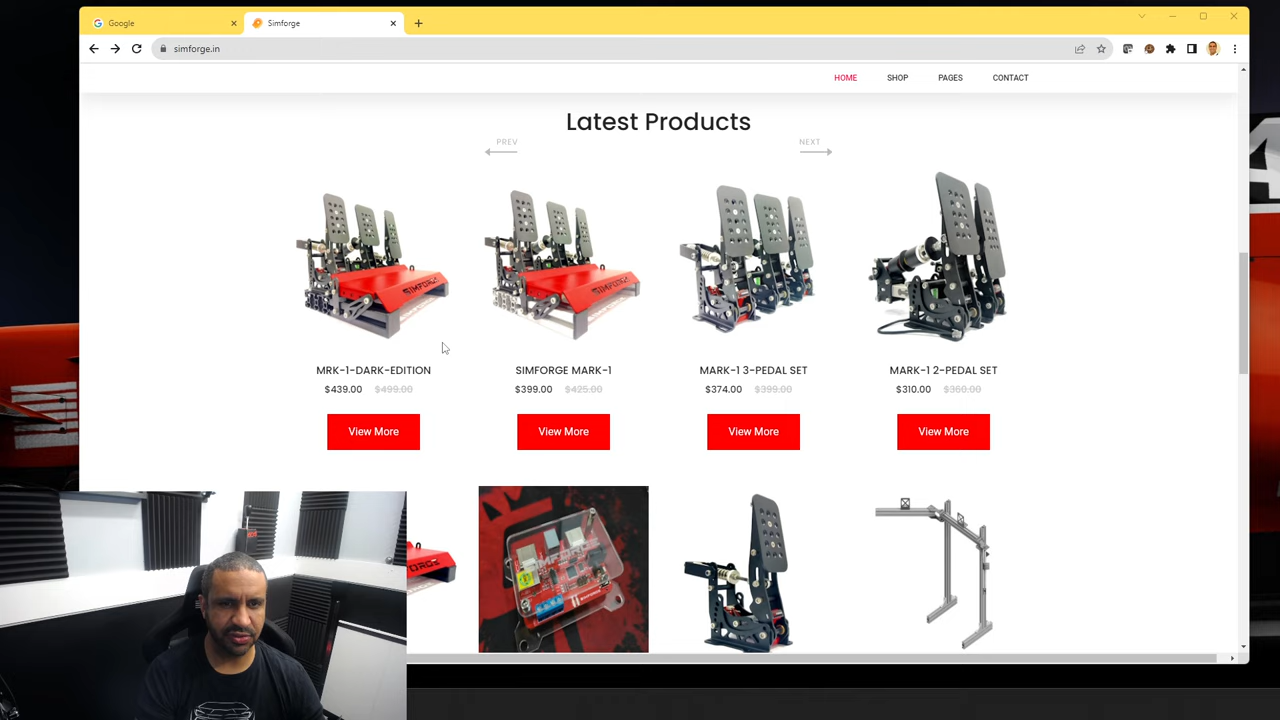 Google
Simforge
simforge.in
HOME SHOP PAGES CONTACT
Latest Products
PREV NEXT
MRK-1-DARK-EDITION SIMFORGE MARK-1 MARK-1 3-PEDAL SET MARK-1 2-PEDAL SET
$439.00 $499.00 $399.00 $425.00 $374.00 $399.00 $310.00 $360.00
View More View More View More View More